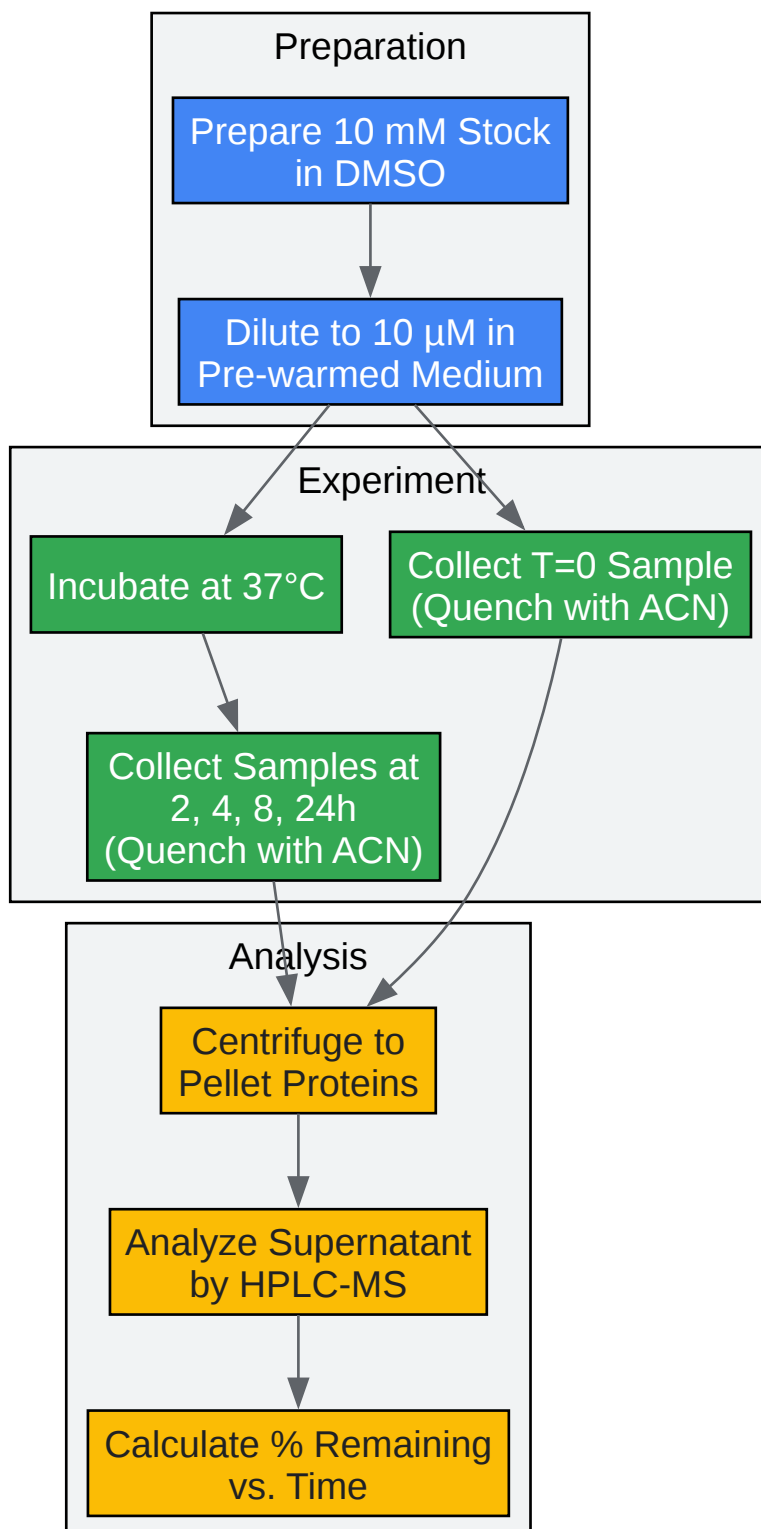 Preparation
Prepare 10 mM Stock
in DMSO
Dilute to 10 µM in
Pre-warmed Medium
Experiment
Incubate at 37°C
Collect T=0 Sample
(Quench with ACN)
Collect Samples at
2, 4, 8, 24h
(Quench with ACN)
Analysis
Centrifuge to
Pellet Proteins
Analyze Supernatant
by HPLC-MS
Calculate % Remaining
vs. Time